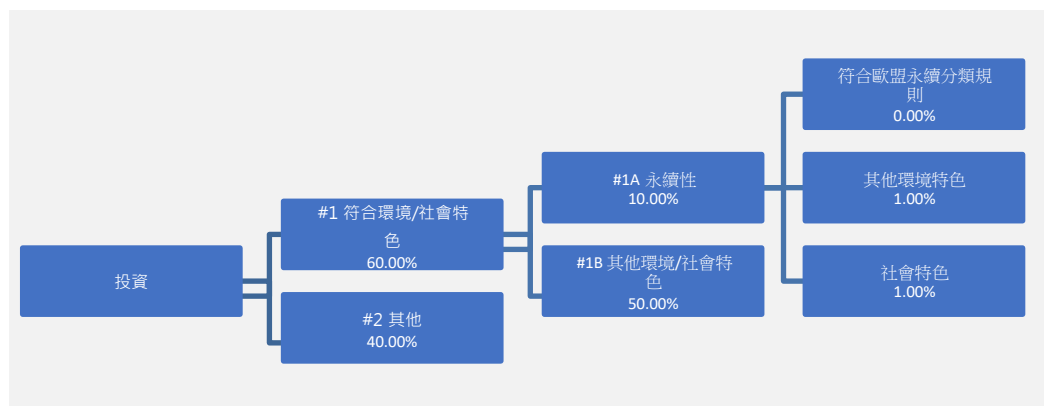 投資
#1 符合環境/社會特
色
60.00%
#2 其他
40.00%
#1A 永續性
10.00%
#1B 其他環境/社會特
色
50.00%
符合歐盟永續分類規
則
0.00%
其他環境特色
1.00%
社會特色
1.00%